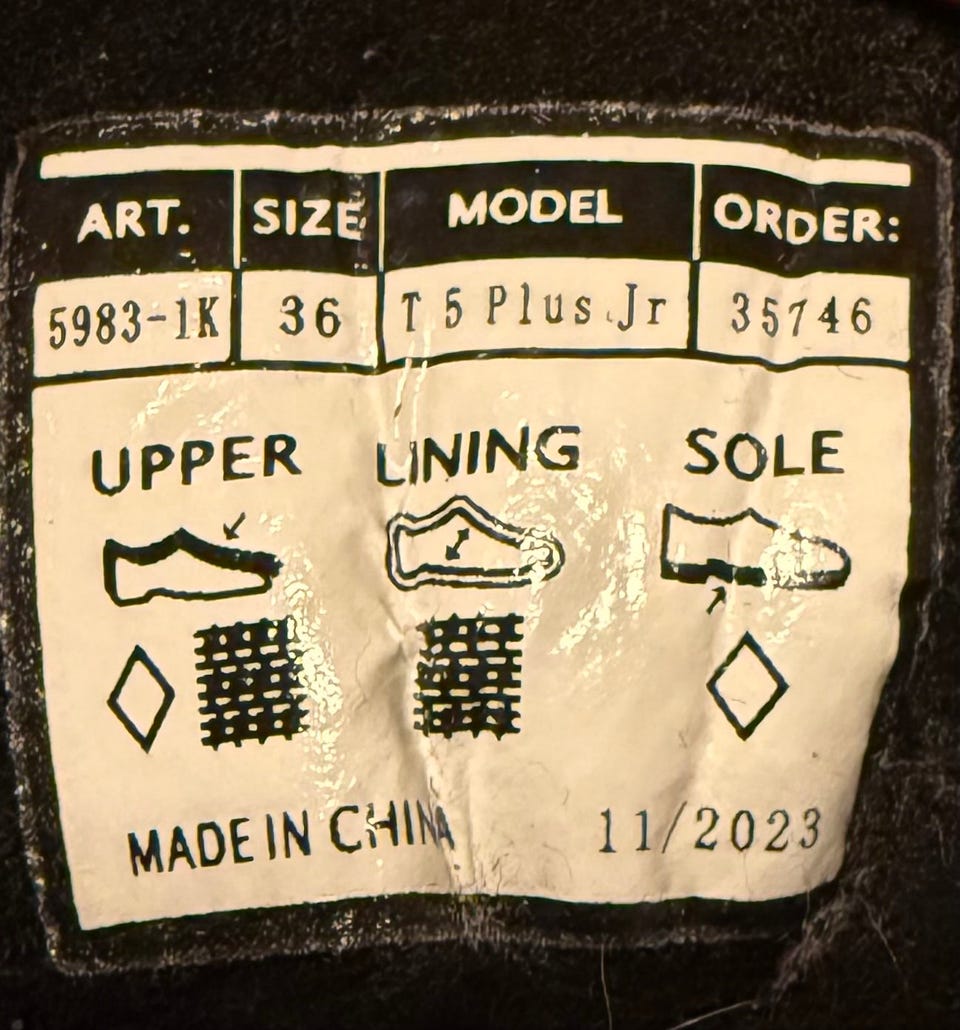 ART. SIZE MODEL ORDER:
5983-1K 36 T 5 Plus Jr 35746
UPPER LINING SOLE
MADE IN CHINA 11/2023